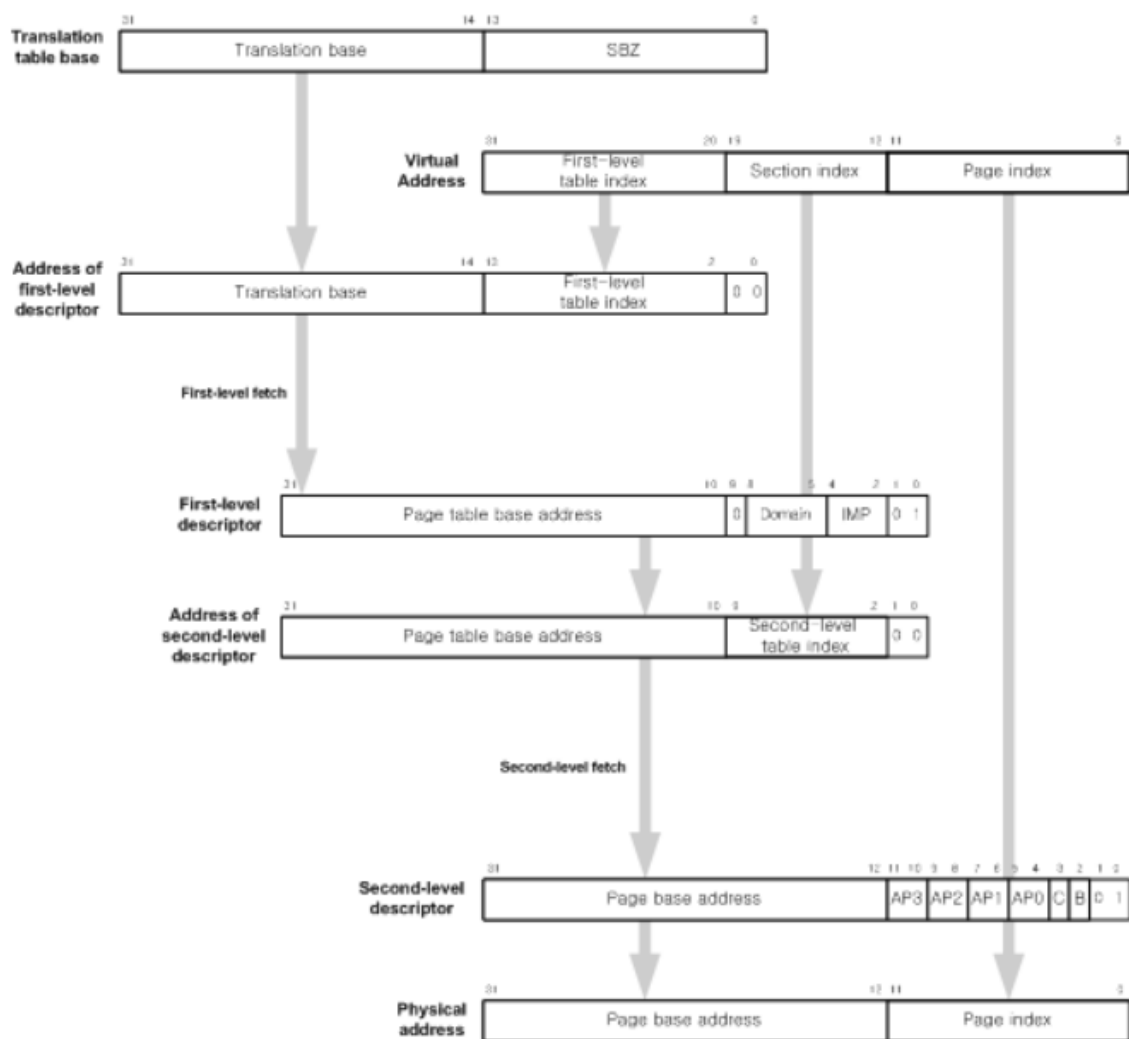 31 14 13 0
Translation
table base
Translation base SBZ
31 20 19 12 11 0
Virtual
Address
First-level
table index
Section index Page index
Address of
first-level
descriptor
31 14 13 2 0
Translation base
First-level
table index
0 0
First-level fetch
First-level
descriptor
31 10 9 8 5 4 2 1 0
Page table base address 0 Domain IMP 0 1
Address of
second-level
descriptor
31 10 9 2 1 0
Page table base address
Second-level
table index
0 0
Second-level fetch
Second-level
descriptor
31 12 11 10 9 8 7 6 5 4 3 2 1 0
Page base address AP3 AP2 AP1 AP0 C B 0 1
Physical
address
31 12 11 0
Page base address Page index